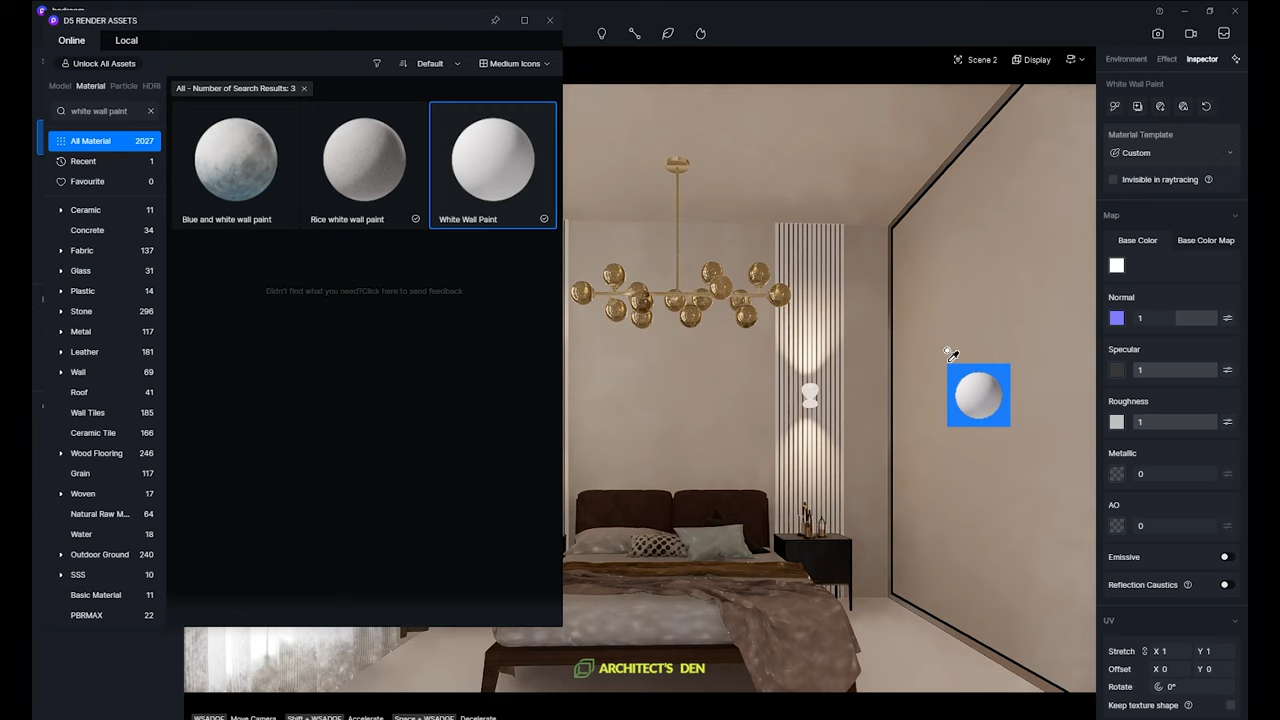 bedroom
D5 RENDER ASSETS
Online
Local
Unlock All Assets
Default
Medium Icons
Model
Material
Particle
HDRI
white wall paint
All - Number of Search Results: 3
All Material 2027
Recent 1
Favourite 0
Ceramic 11
Concrete 34
Fabric 137
Glass 31
Plastic 14
Stone 296
Metal 117
Leather 181
Wall 69
Roof 41
Wall Tiles 185
Ceramic Tile 166
Wood Flooring 246
Grain 117
Woven 17
Natural Raw M... 64
Water 18
Outdoor Ground 240
SSS 10
Basic Material 11
PBRMAX 22
Blue and white wall paint
Rice white wall paint
White Wall Paint
Didn't find what you need?Click here to send feedback
Scene 2
Display
ARCHITECT'S DEN
WSADQE Move Camera Shift + WSADQE Accelerate Space + WSADQE Decelerate
Environment
Effect
Inspector
White Wall Paint
Material Template
Custom
Invisible in raytracing
Map
Base Color
Base Color Map
Normal
1
Specular
1
Roughness
1
Metallic
0
AO
0
Emissive
Reflection Caustics
UV
Stretch X 1 Y 1
Offset X 0 Y 0
Rotate 0°
Keep texture shape